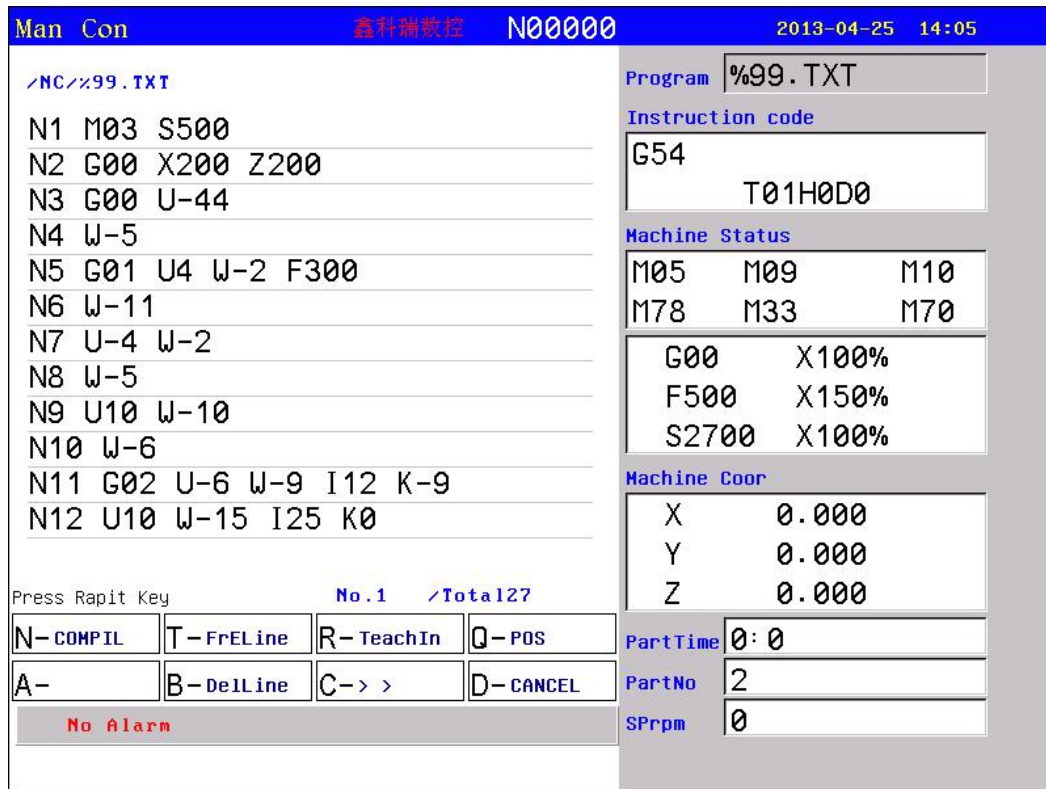 Man Con 鑫科瑞数控 N00000 2013-04-25 14:05
/NC/%99.TXT
N1 M03 S500
N2 G00 X200 Z200
N3 G00 U-44
N4 W-5
N5 G01 U4 W-2 F300
N6 W-11
N7 U-4 W-2
N8 W-5
N9 U10 W-10
N10 W-6
N11 G02 U-6 W-9 I12 K-9
N12 U10 W-15 I25 K0
Press Rapit Key No.1 /Total27
N-COMPIL T-FrELine R-TeachIn Q-POS
A- B-DelLine C-> > D-CANCEL
No Alarm
Program %99.TXT
Instruction code
G54
T01H0D0
Machine Status
M05 M09 M10
M78 M33 M70
G00 X100%
F500 X150%
S2700 X100%
Machine Coor
X 0.000
Y 0.000
Z 0.000
PartTime 0: 0
PartNo 2
SPrpm 0